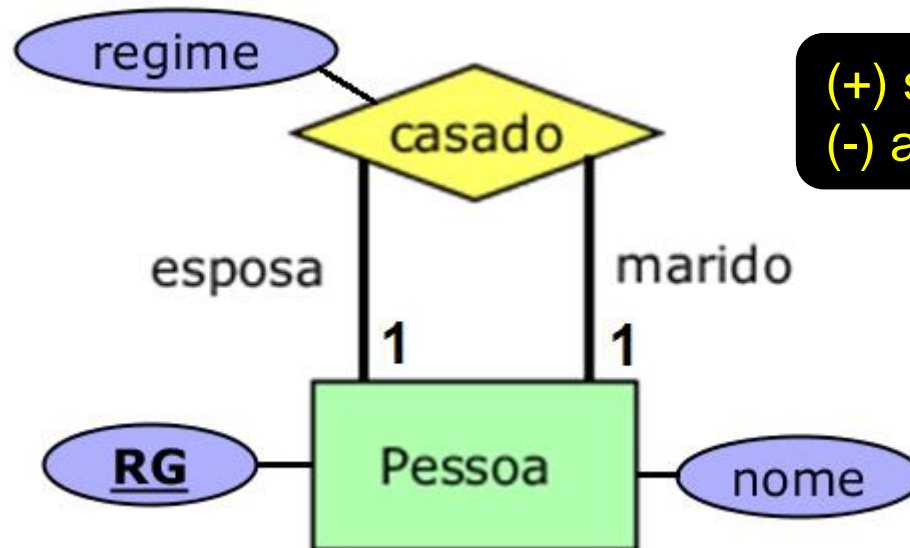 regime
casado
(+)
(-)
esposa
marido
1
1
RG
Pessoa
nome